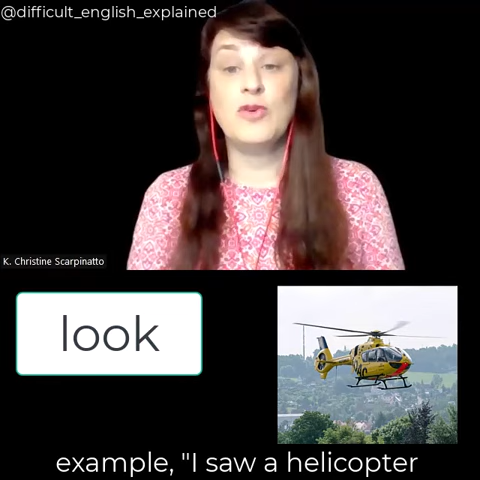 @difficult_english_explained
K. Christine Scarpinatto
look
example, "I saw a helicopter